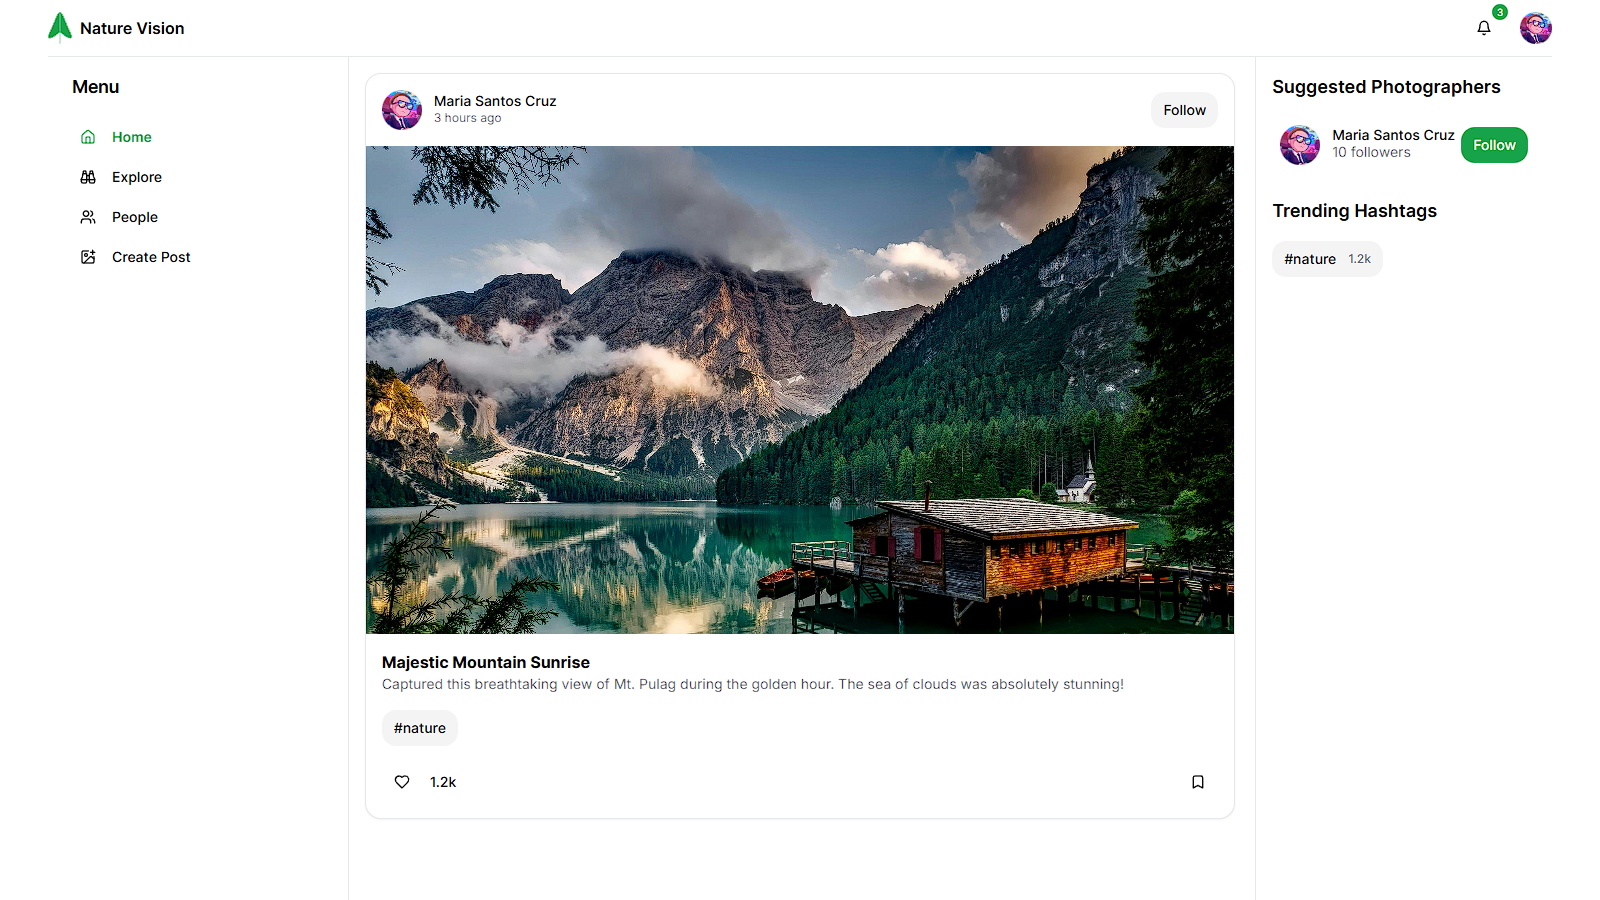 Nature Vision
3
Menu
Home
Explore
People
Create Post
Maria Santos Cruz
3 hours ago
Follow
Majestic Mountain Sunrise
Captured this breathtaking view of Mt. Pulag during the golden hour. The sea of clouds was absolutely stunning!
#nature
1.2k
Suggested Photographers
Maria Santos Cruz
10 followers
Follow
Trending Hashtags
#nature 1.2k